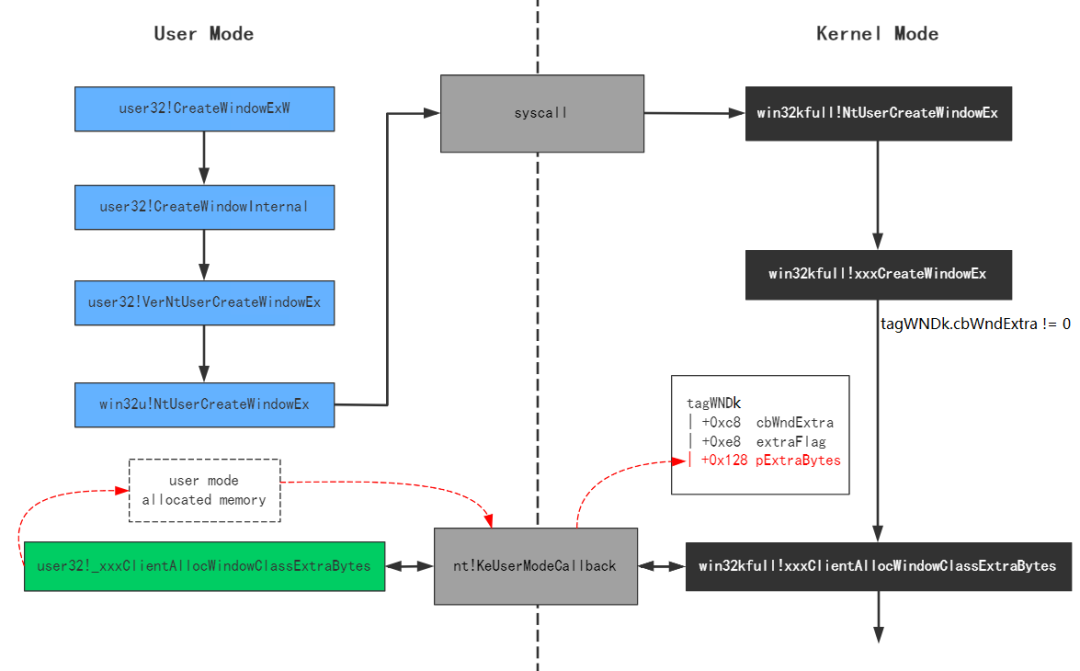 User Mode
Kernel Mode
user32!CreateWindowExW
syscall
win32kfull!NtUserCreateWindowEx
user32!CreateWindowInternal
win32kfull!xxxCreateWindowEx
user32!VerNtUserCreateWindowEx
tagWNDk.cbWndExtra != 0
win32u!NtUserCreateWindowEx
tagWNDk
| +0xc8 cbWndExtra
| +0xe8 extraFlag
| +0x128 pExtraBytes
user mode
allocated memory
user32!_xxxClientAllocWindowClassExtraBytes
nt!KeUserModeCallback
win32kfull!xxxClientAllocWindowClassExtraBytes